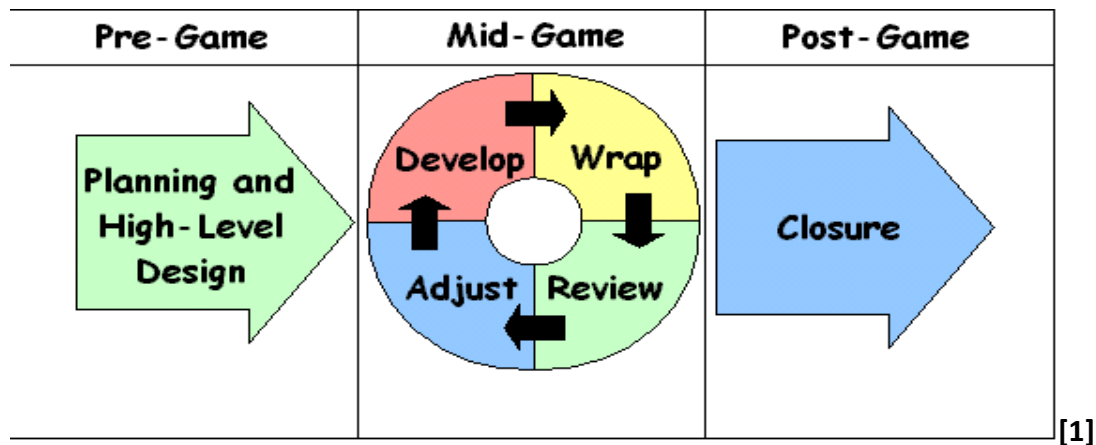 Pre-Game
Mid-Game
Post-Game
Planning and
High-Level
Design
Develop
Wrap
Adjust
Review
Closure
[1]